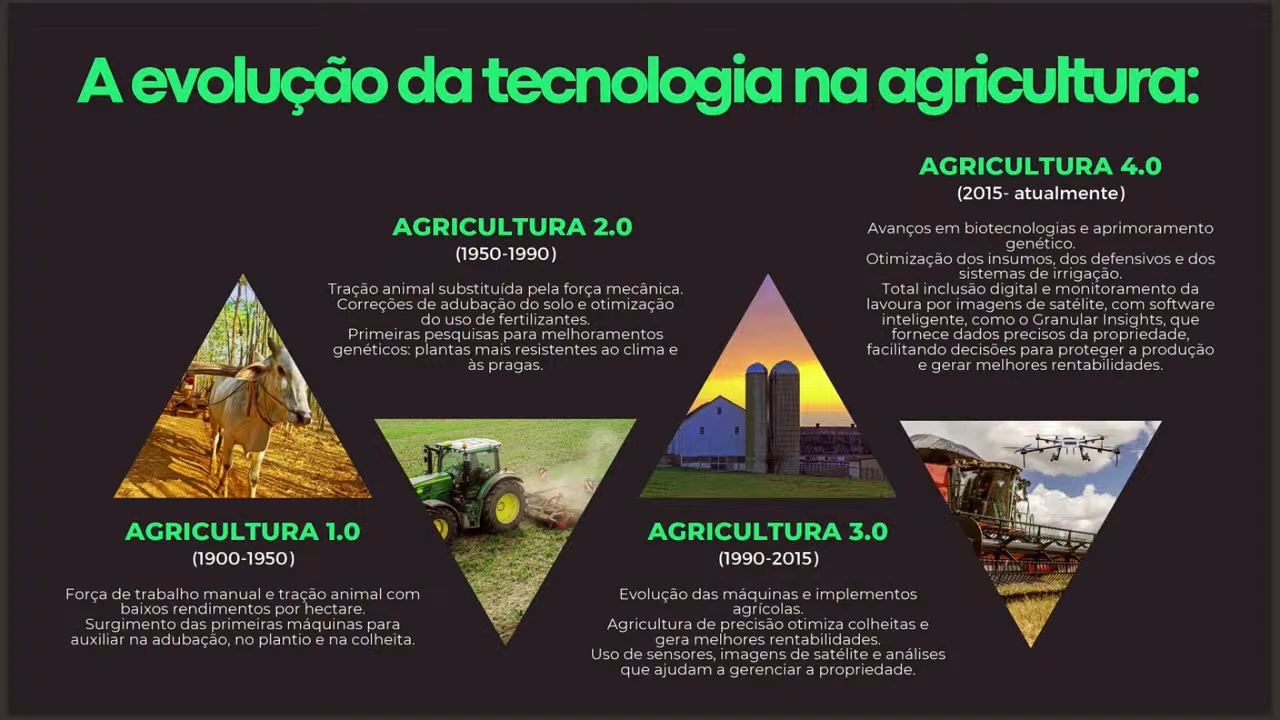 A evolução da tecnologia na agricultura:
AGRICULTURA 1.0
(1900-1950)
Força de trabalho manual e tração animal com
baixos rendimentos por hectare.
Surgimento das primeiras máquinas para
auxiliar na adubação, no plantio e na colheita.
AGRICULTURA 2.0
(1950-1990)
Tração animal substituída pela força mecânica.
Correções de adubação do solo e otimização
do uso de fertilizantes.
Primeiras pesquisas para melhoramentos
genéticos: plantas mais resistentes ao clima e
às pragas.
AGRICULTURA 3.0
(1990-2015)
Evolução das máquinas e implementos
agrícolas.
Agricultura de precisão otimiza colheitas e
gera melhores rentabilidades.
Uso de sensores, imagens de satélite e análises
que ajudam a gerenciar a propriedade.
AGRICULTURA 4.0
(2015- atualmente)
Avanços em biotecnologias e aprimoramento
genético.
Otimização dos insumos, dos defensivos e dos
sistemas de irrigação.
Total inclusão digital e monitoramento da
lavoura por imagens de satélite, com software
inteligente, como o Granular Insights, que
fornece dados precisos da propriedade,
facilitando decisões para proteger a produção
e gerar melhores rentabilidades.